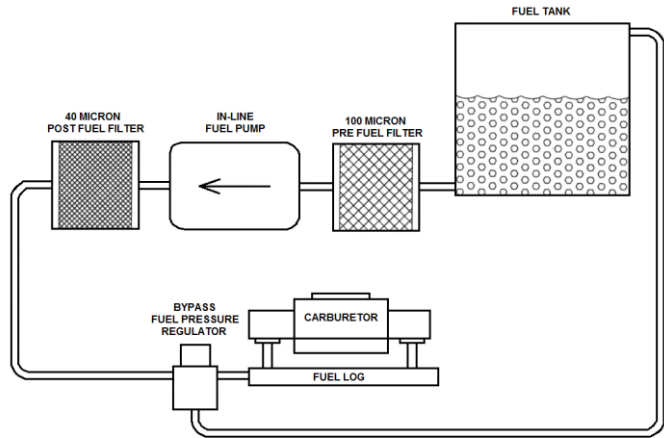 FUEL TANK
40 MICRON
POST FUEL FILTER
IN-LINE
FUEL PUMP
100 MICRON
PRE FUEL FILTER
BYPASS
FUEL PRESSURE
REGULATOR
CARBURETOR
FUEL LOG